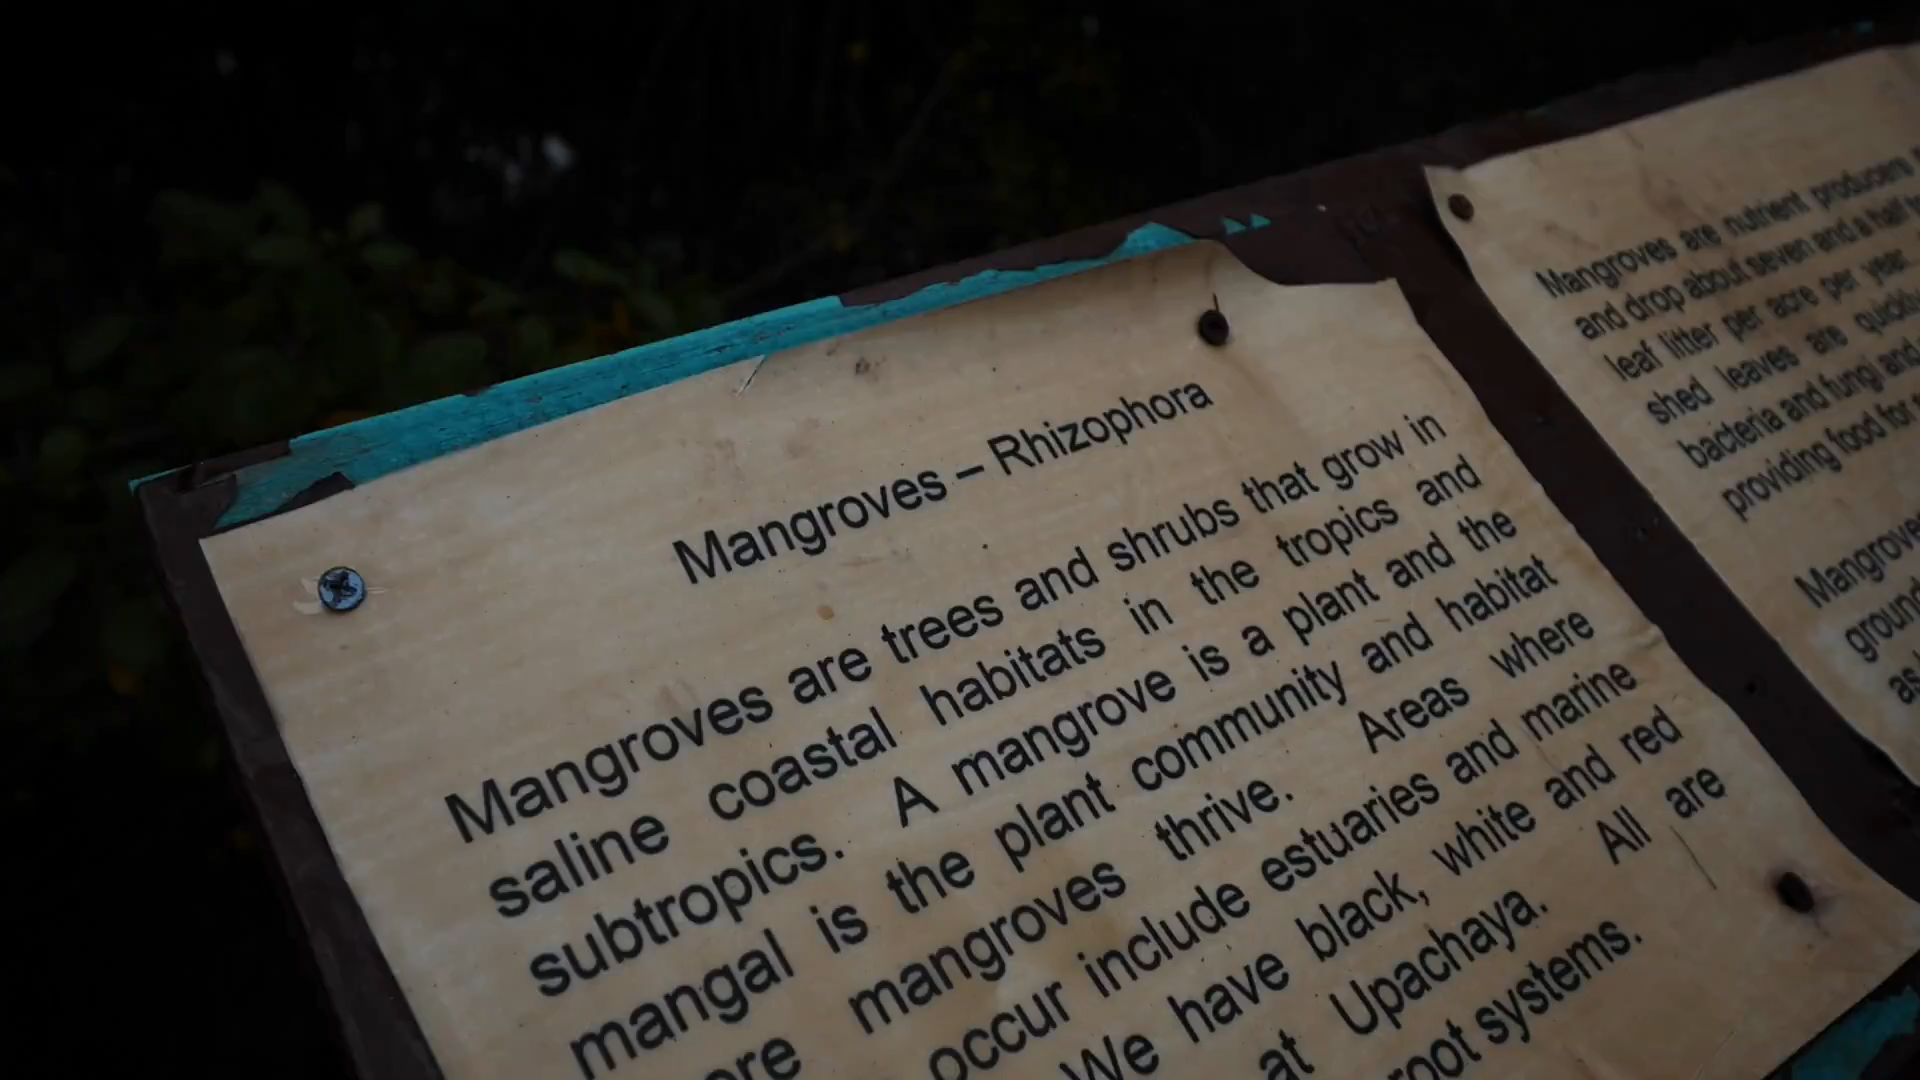 Mangroves – Rhizophora
Mangroves are trees and shrubs that grow in
saline coastal habitats in the tropics and
subtropics. A mangrove is a plant and the
mangal is the plant community and habitat
mangroves thrive. Areas where
occur include estuaries and marine
We have black, white and red
at Upachaya. All are
root systems.
Mangroves are nutrient producers
and drop about seven and a half
leaf litter per acre per year.
shed leaves are
bacteria and fungi and
providing food for